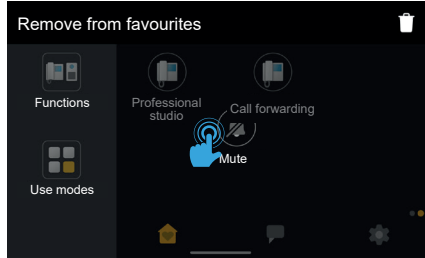 Remove from favourites
Functions
Professional
studio
Call forwarding
Mute
Use modes